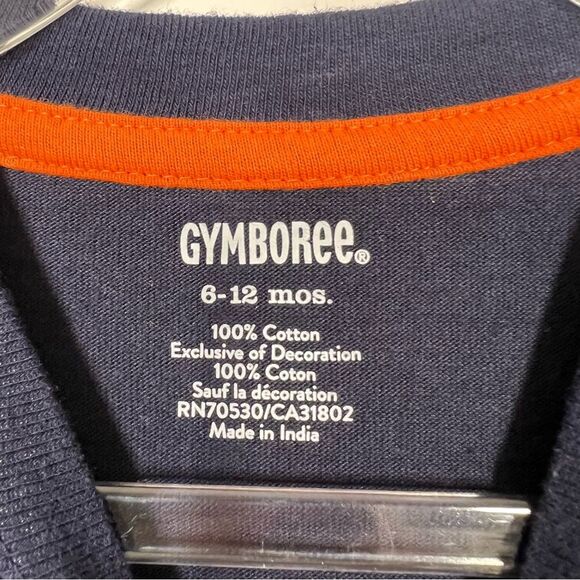 GYMBOREE®
6-12 mos.
100% Cotton
Exclusive of Decoration
100% Coton
Sauf la décoration
RN70530/CA31802
Made in India